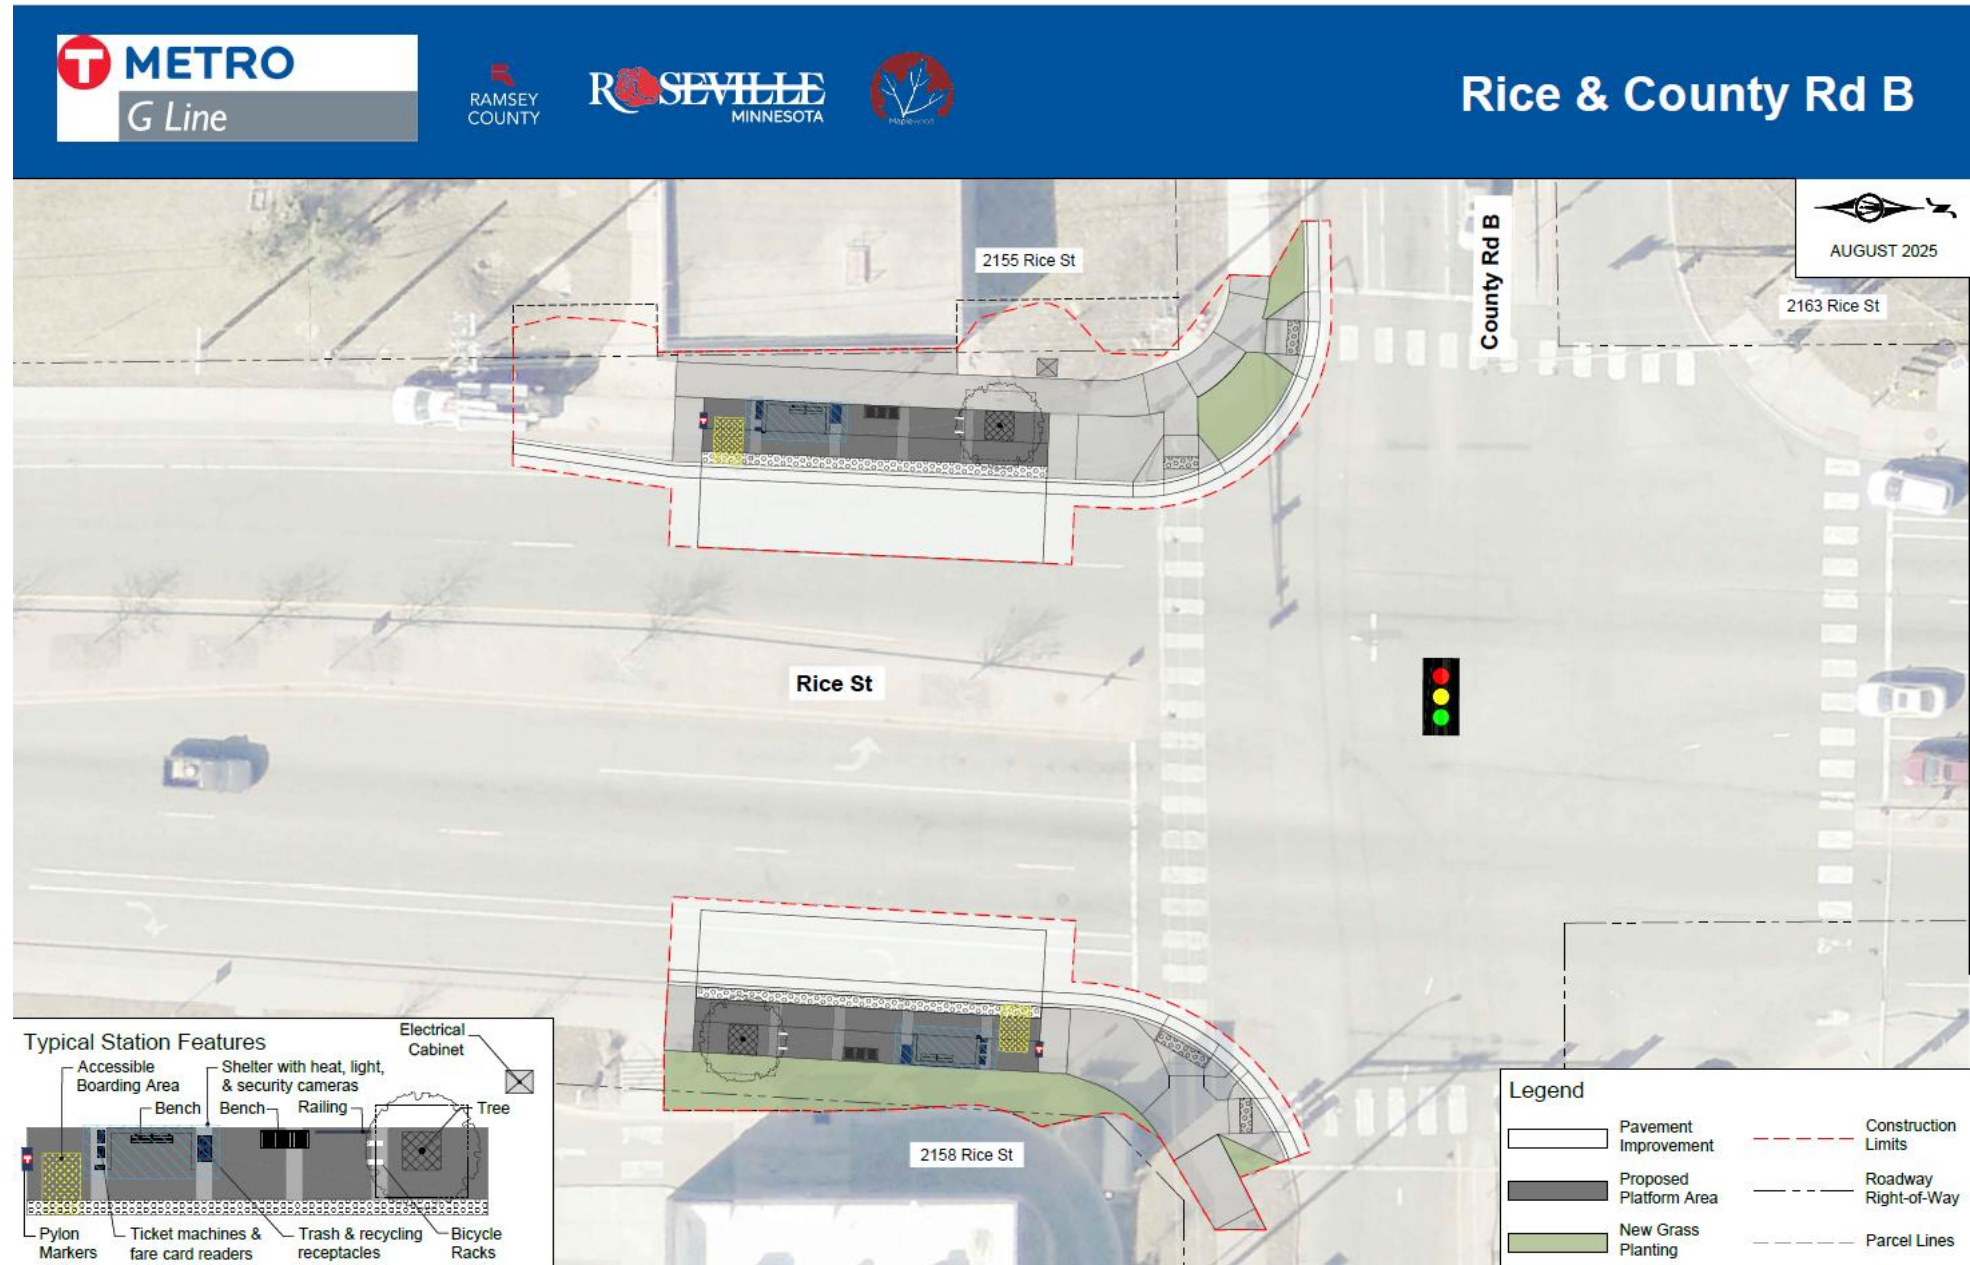 T METRO
G Line
RAMSEY
COUNTY
ROSEVILLE
MINNESOTA
Maplewood
Rice & County Rd B
AUGUST 2025
2155 Rice St
County Rd B
2163 Rice St
Rice St
2158 Rice St
Typical Station Features
Electrical
Cabinet
Accessible
Boarding Area
Shelter with heat, light,
& security cameras
Bench
Bench
Railing
Tree
T
Pylon
Markers
Ticket machines &
fare card readers
Trash & recycling
receptacles
Bicycle
Racks
Legend
Pavement
Improvement
Construction
Limits
Proposed
Platform Area
Roadway
Right-of-Way
New Grass
Planting
Parcel Lines